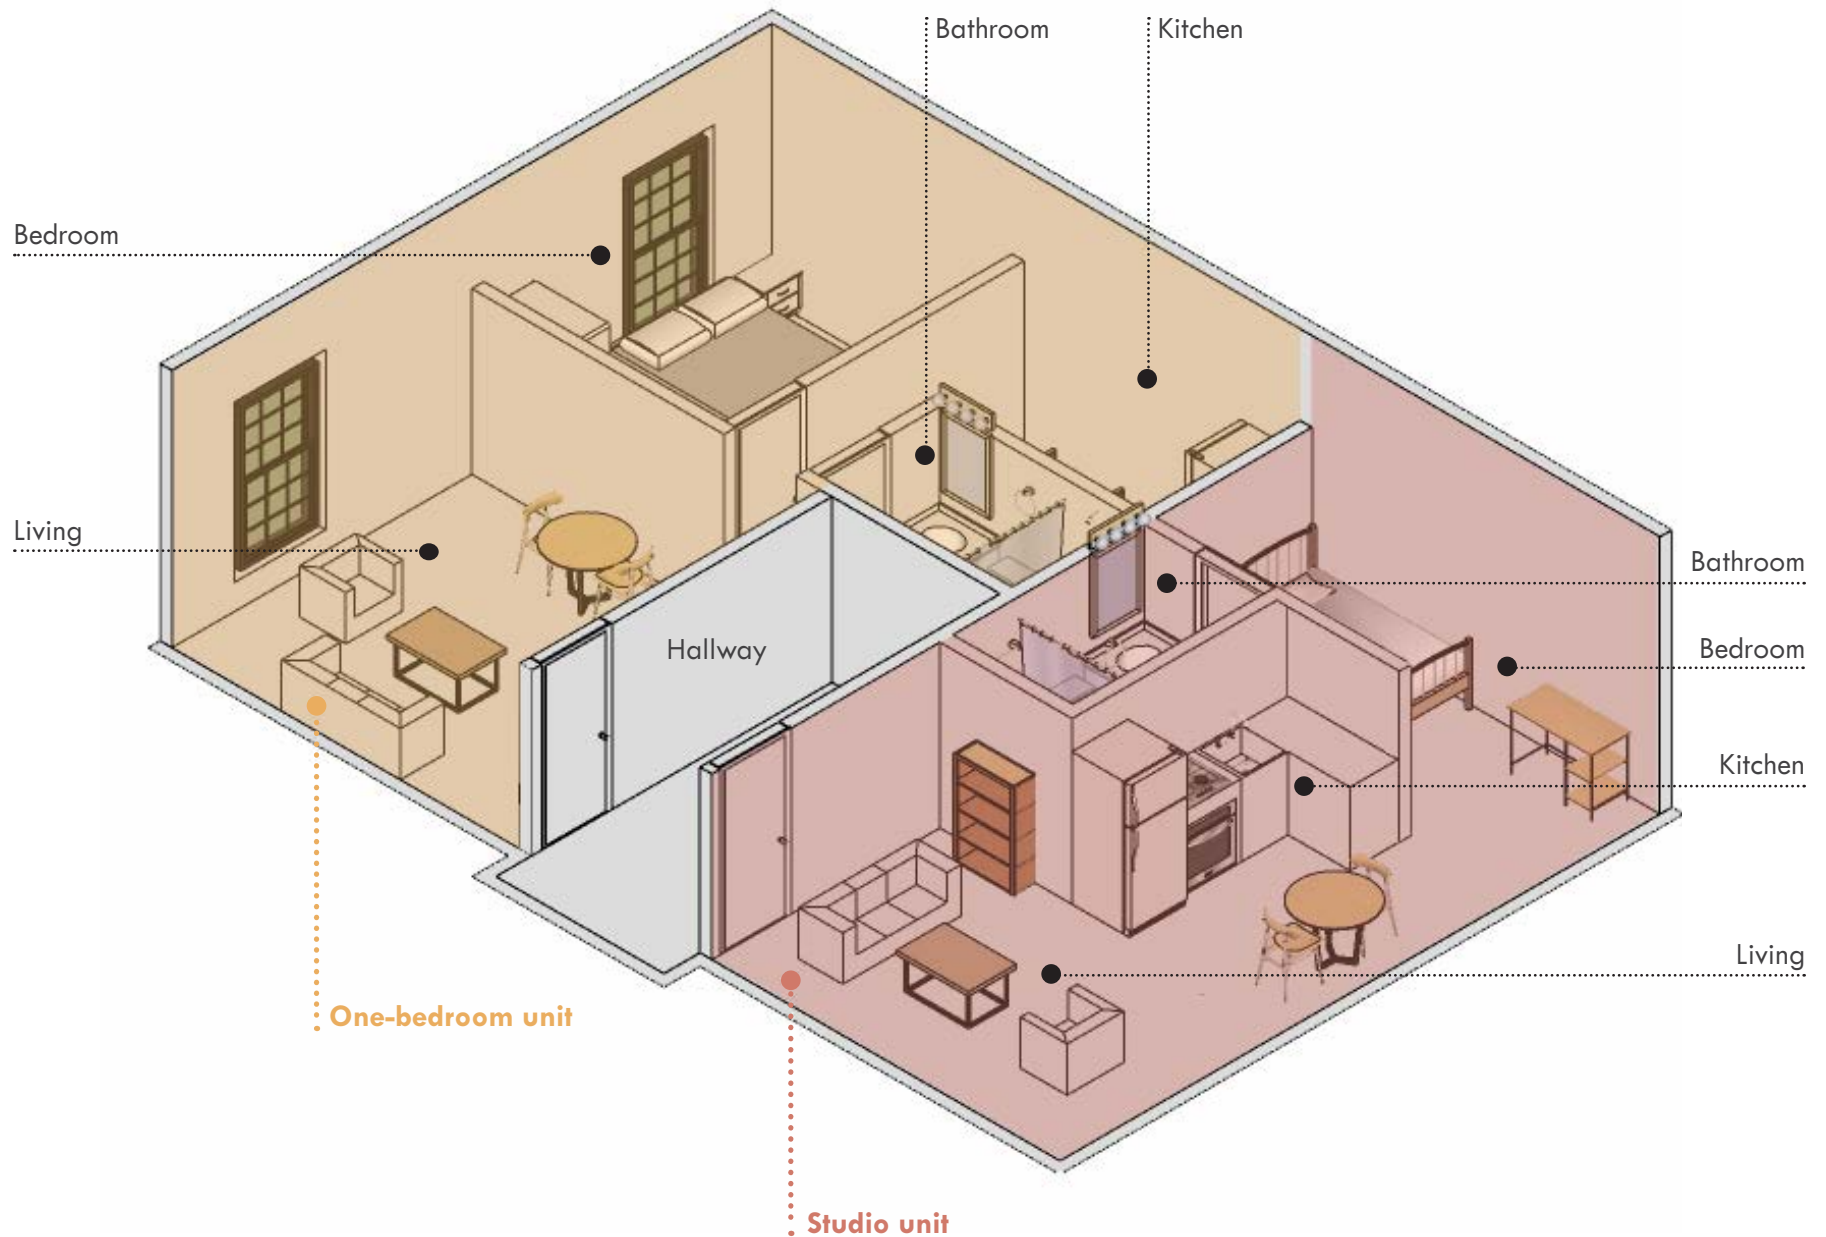 Bathroom
Kitchen
Bedroom
Living
Bathroom
Hallway
Bedroom
Kitchen
Living
One-bedroom unit
Studio unit